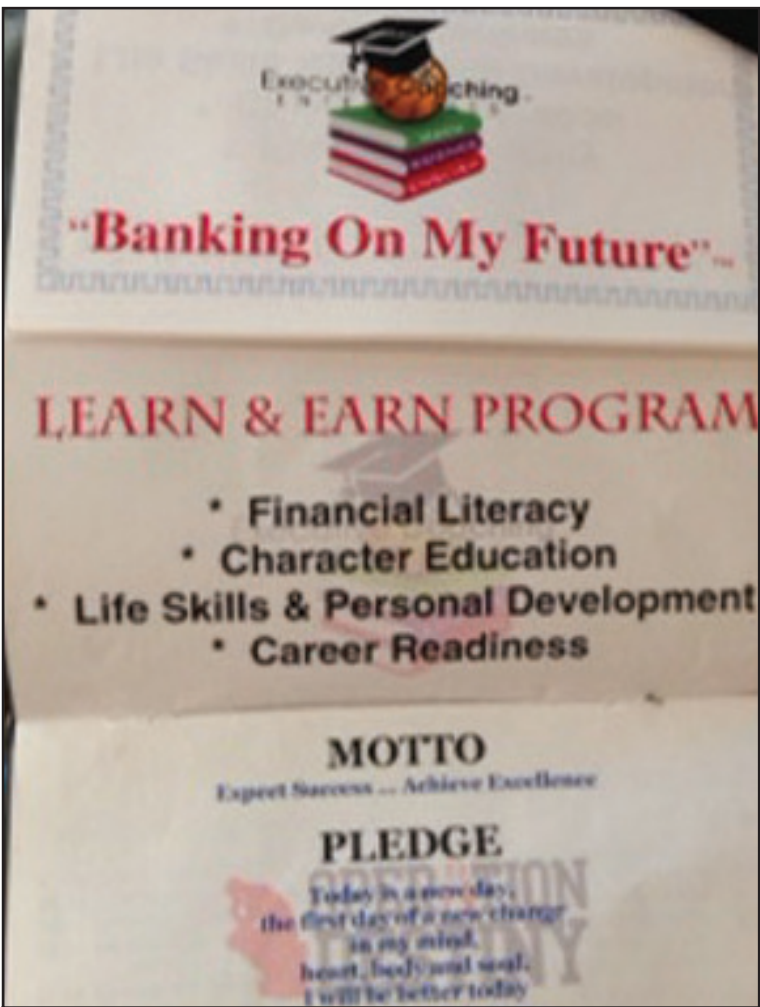 Executive Coaching
"Banking On My Future"™
LEARN & EARN PROGRAM
* Financial Literacy
* Character Education
* Life Skills & Personal Development
* Career Readiness
MOTTO
Expect Success ... Achieve Excellence
PLEDGE
Today is a new day,
the first day of a new change
in my mind,
heart, body and soul.
I will be better today